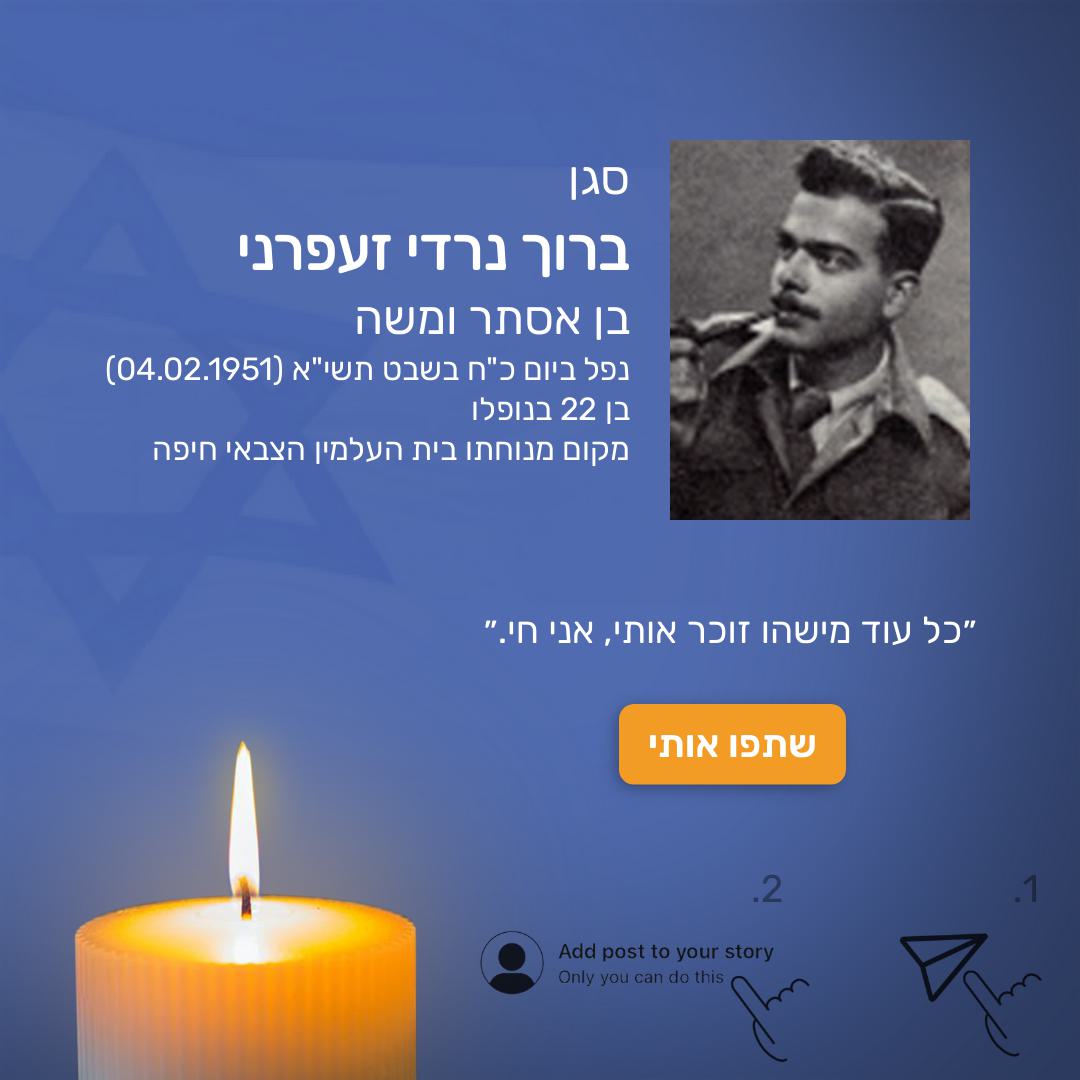 סגן
ברוך נרדי זעפרני
בן אסתר ומשה
נפל ביום כ"ח בשבט תשי"א (04.02.1951)
בן 22 בנופלו
מקום מנוחתו בית העלמין הצבאי חיפה
״כל עוד מישהו זוכר אותי, אני חי.״
שתפו אותי
.1
.2
Add post to your story
Only you can do this